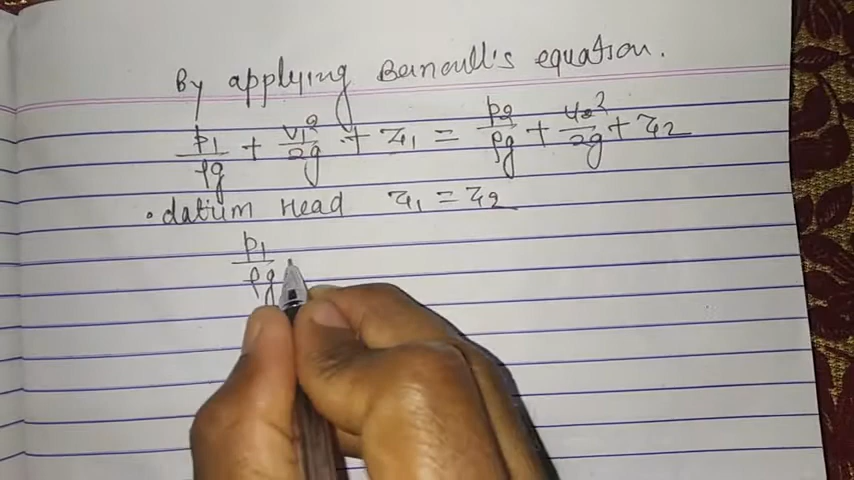 By applying Bernoull's equation.
p₁/ρg + v₁²/2g + z₁ = p₂/ρg + v₂²/2g + z₂
• datum Head z₁ = z₂
p₁/ρg